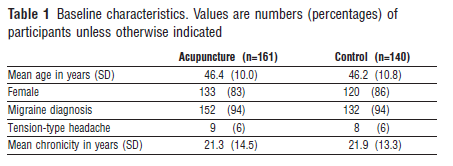 Table 1 Baseline characteristics. Values are numbers (percentages) of
participants unless otherwise indicated
Acupuncture (n=161) Control (n=140)
Mean age in years (SD) 46.4 (10.0) 46.2 (10.8)
Female 133 (83) 120 (86)
Migraine diagnosis 152 (94) 132 (94)
Tension-type headache 9 (6) 8 (6)
Mean chronicity in years (SD) 21.3 (14.5) 21.9 (13.3)